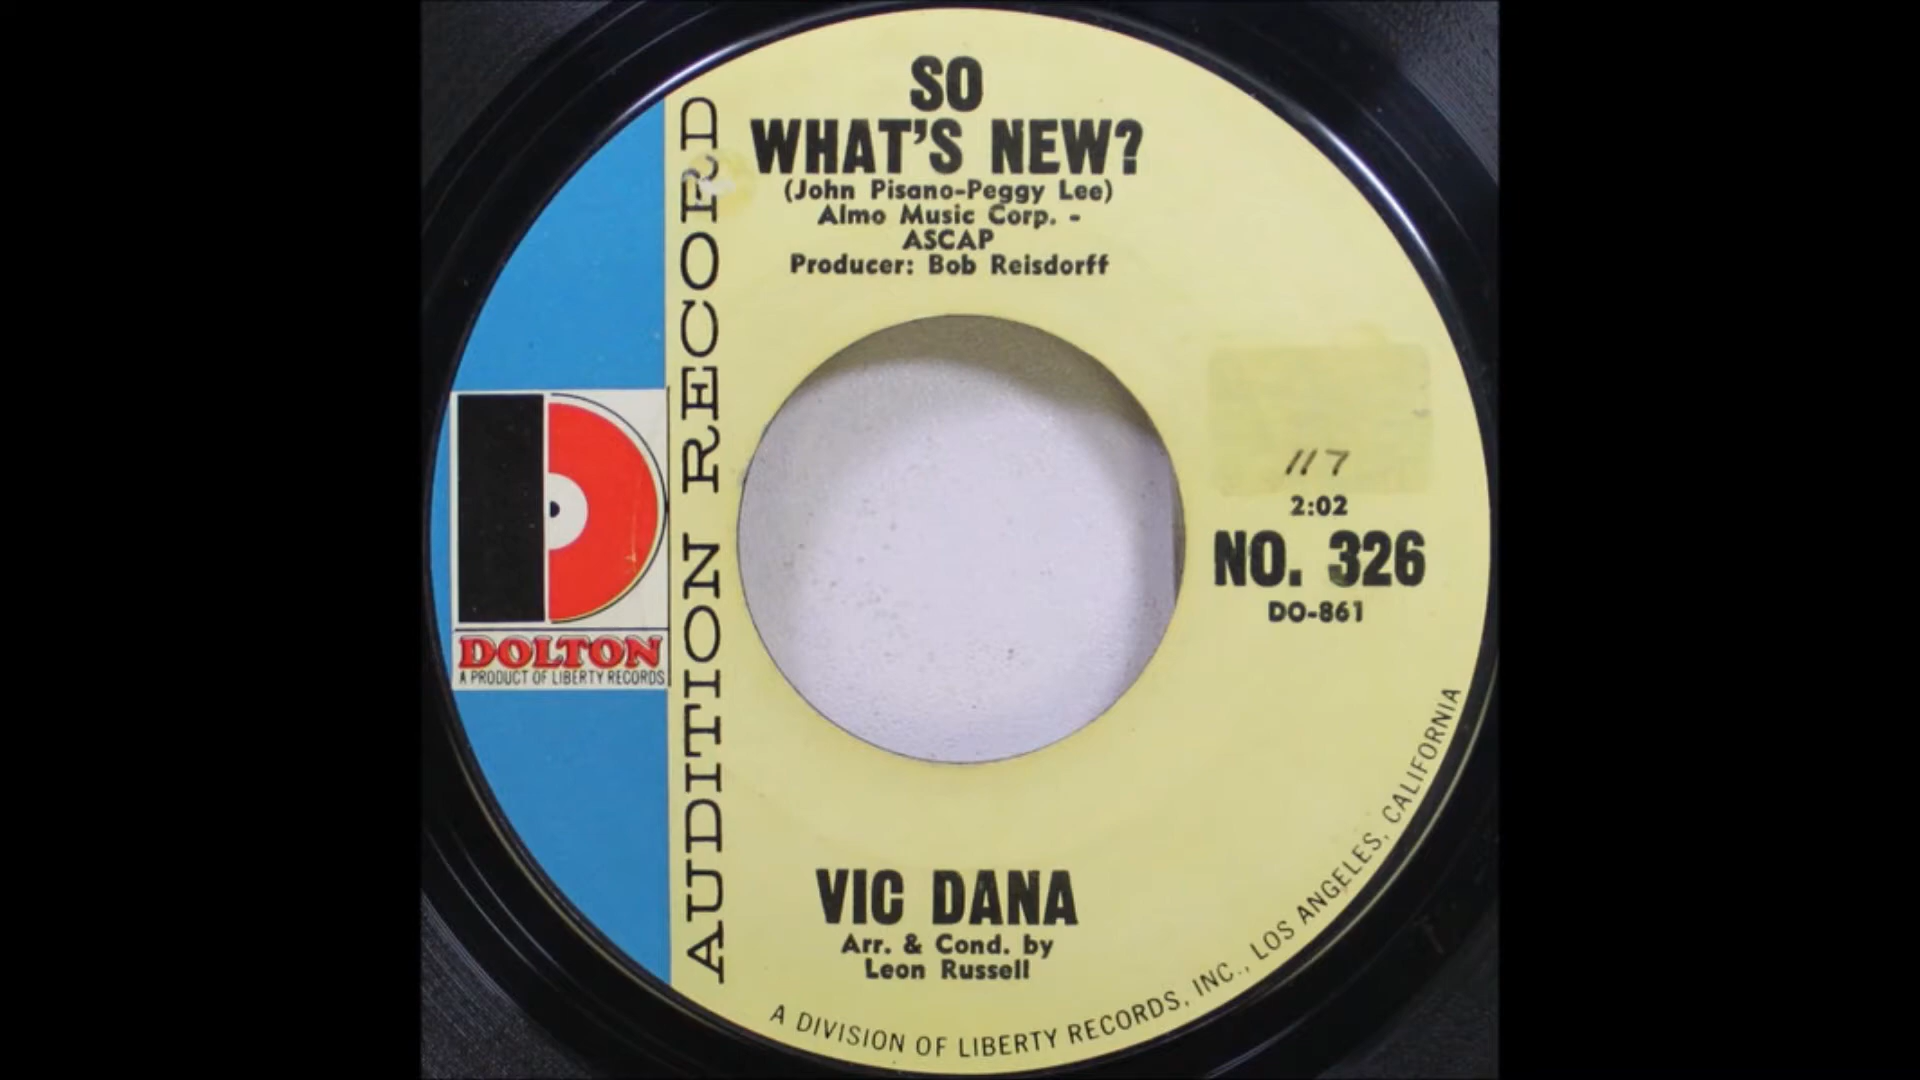 SO
WHAT'S NEW?
(John Pisano-Peggy Lee)
Almo Music Corp. -
ASCAP
Producer: Bob Reisdorff
AUDITION RECORD
DOLTON
A PRODUCT OF LIBERTY RECORDS
117
2:02
NO. 326
DO-861
VIC DANA
Arr. & Cond. by
Leon Russell
A DIVISION OF LIBERTY RECORDS, INC., LOS ANGELES, CALIFORNIA